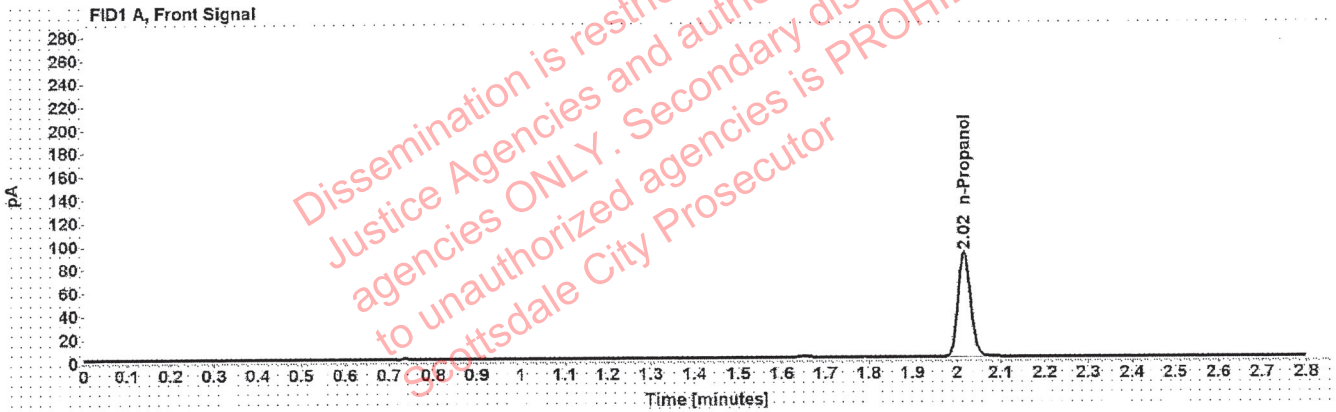 FID1 A, Front Signal
280
260
240
220
200
180
160
140
120
100
80
60
40
20
0
pA
2.02 n-Propanol
0 0.1 0.2 0.3 0.4 0.5 0.6 0.7 0.8 0.9 1 1.1 1.2 1.3 1.4 1.5 1.6 1.7 1.8 1.9 2 2.1 2.2 2.3 2.4 2.5 2.6 2.7 2.8
Time [minutes]
Dissemination is
Justice Agencies and
agencies ONLY. Secondary
to unauthorized agencies is
Scottsdale City Prosecutor